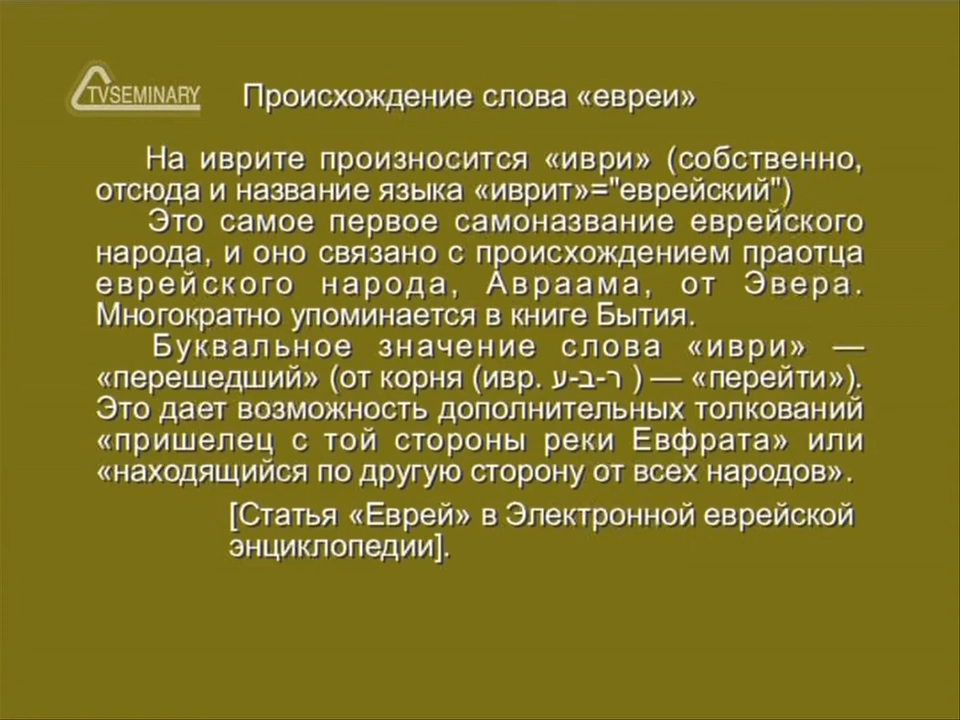 TVSEMINARY
Происхождение слова «евреи»
На иврите произносится «иври» (собственно,
отсюда и название языка «иврит»="еврейский")
Это самое первое самоназвание еврейского
народа, и оно связано с происхождением праотца
еврейского народа, Авраама, от Эвера.
Многократно упоминается в книге Бытия.
Буквальное значение слова «иври» —
«перешедший» (от корня (ивр. ע-ב-ר ) — «перейти»).
Это дает возможность дополнительных толкований
«пришелец с той стороны реки Евфрата» или
«находящийся по другую сторону от всех народов».
[Статья «Еврей» в Электронной еврейской
энциклопедии].